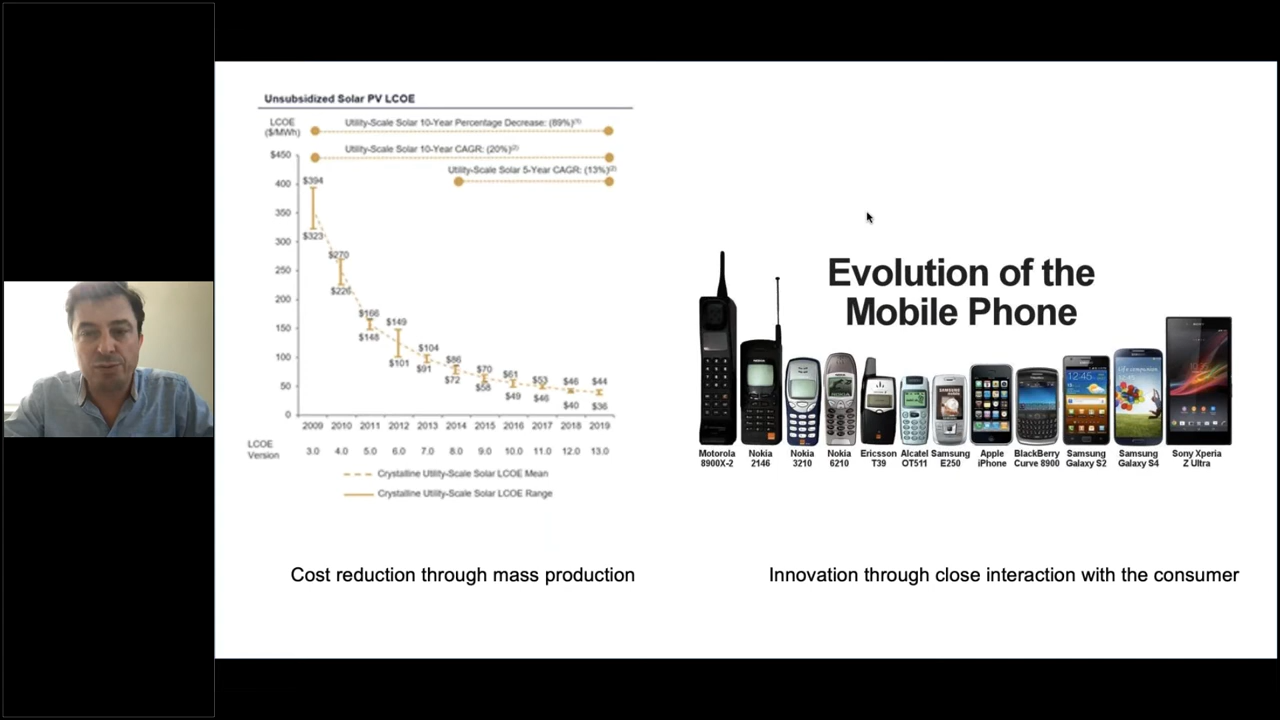 Unsubsidized Solar PV LCOE
LCOE
($/MWh)
Utility-Scale Solar 10-Year Percentage Decrease: (89%)(1)
Utility-Scale Solar 10-Year CAGR: (20%)(2)
Utility-Scale Solar 5-Year CAGR: (13%)(2)
$450
400
350
300
250
200
150
100
50
0
$394
$323
$270
$226
$166
$148
$149
$101
$104
$91
$86
$72
$70
$58
$61
$49
$53
$46
$46
$40
$44
$36
2009 2010 2011 2012 2013 2014 2015 2016 2017 2018 2019
LCOE
Version
3.0 4.0 5.0 6.0 7.0 8.0 9.0 10.0 11.0 12.0 13.0
Crystalline Utility-Scale Solar LCOE Mean
Crystalline Utility-Scale Solar LCOE Range
Cost reduction through mass production
Evolution of the
Mobile Phone
Motorola
8900X-2
Nokia
2146
Nokia
3210
Nokia
6210
Ericsson
T39
Alcatel
OT511
Samsung
E250
Apple
iPhone
BlackBerry
Curve 8900
Samsung
Galaxy S2
Samsung
Galaxy S4
Sony Xperia
Z Ultra
Innovation through close interaction with the consumer